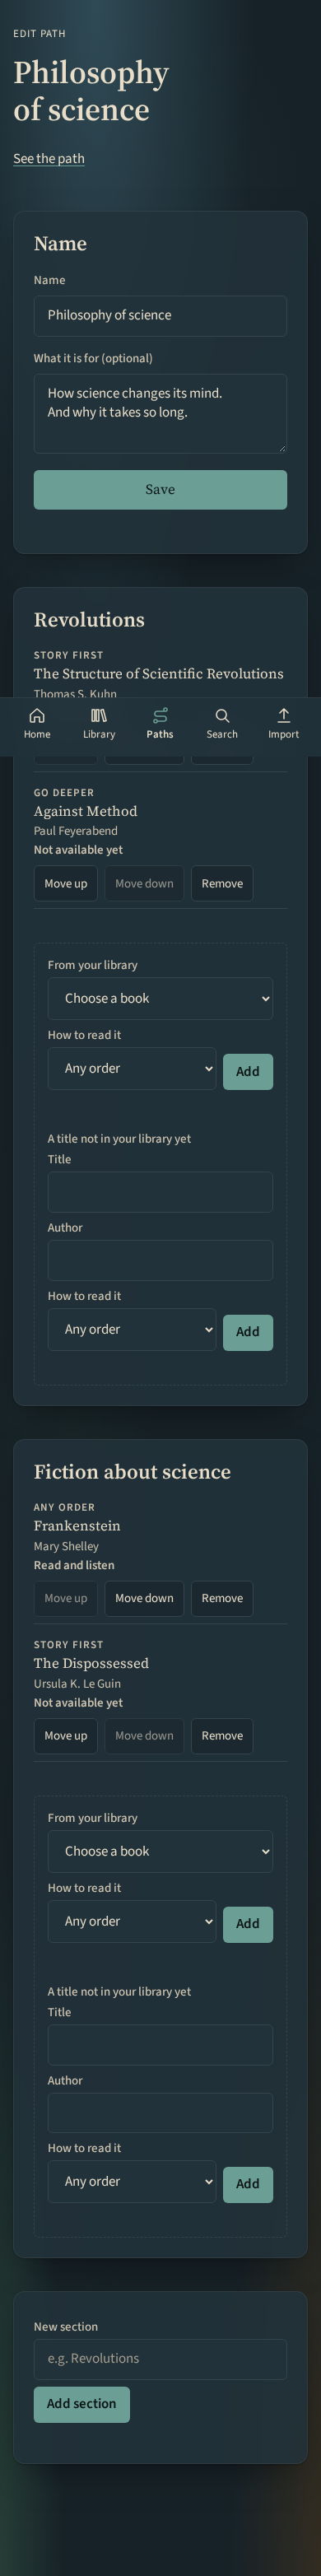 EDIT PATH
Philosophy
of science
See the path
Name
Name
Philosophy of science
What it is for (optional)
How science changes its mind.
And why it takes so long.
Save
Revolutions
STORY FIRST
The Structure of Scientific Revolutions
Thomas S. Kuhn
Home
Library
Paths
Search
Import
GO DEEPER
Against Method
Paul Feyerabend
Not available yet
Move up
Move down
Remove
From your library
Choose a book
How to read it
Any order
Add
A title not in your library yet
Title
Author
How to read it
Any order
Add
Fiction about science
ANY ORDER
Frankenstein
Mary Shelley
Read and listen
Move up
Move down
Remove
STORY FIRST
The Dispossessed
Ursula K. Le Guin
Not available yet
Move up
Move down
Remove
From your library
Choose a book
How to read it
Any order
Add
A title not in your library yet
Title
Author
How to read it
Any order
Add
New section
e.g. Revolutions
Add section